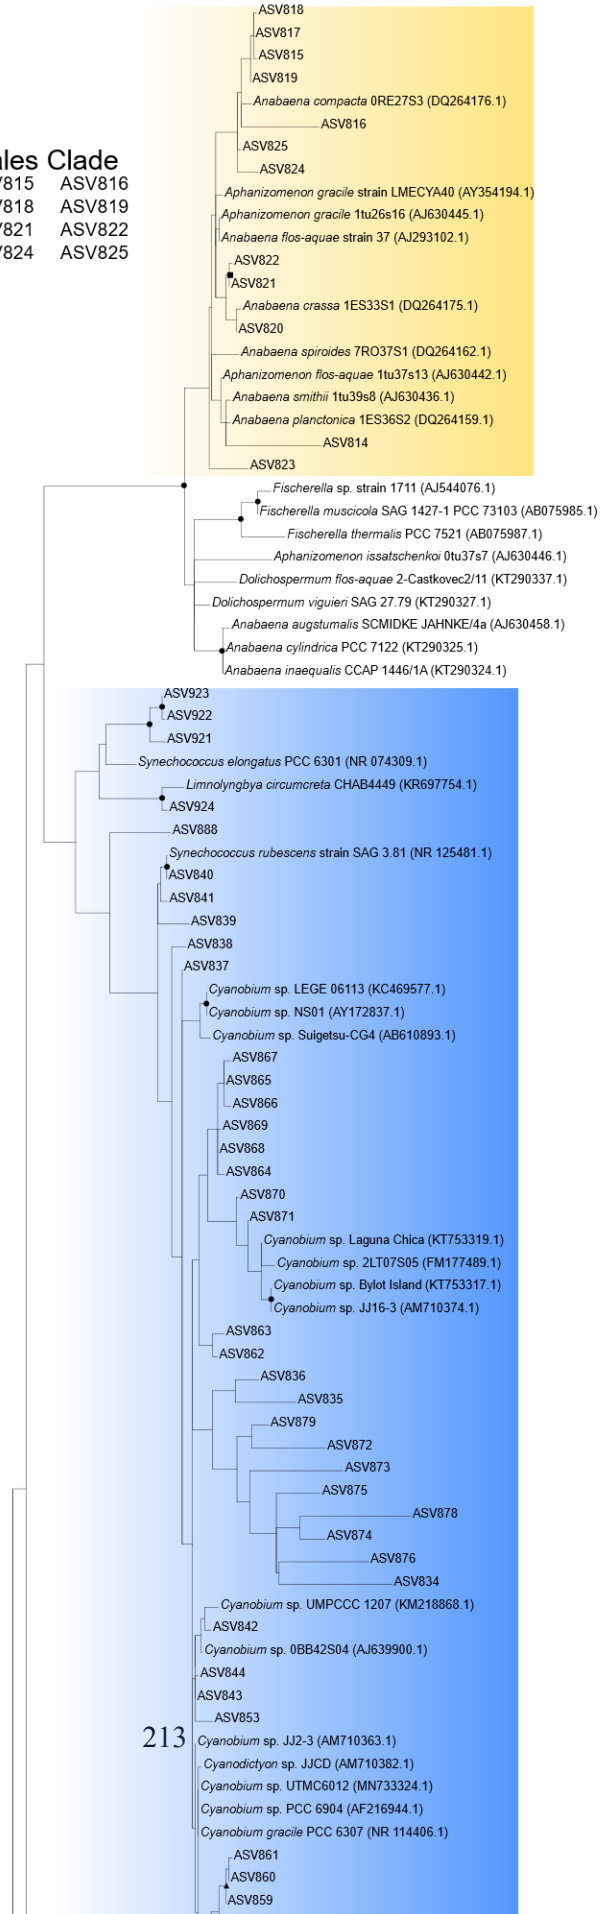 ASV818
ASV817
ASV815
ASV819
Anabaena compacta 0RE27S3 (DQ264176.1)
ASV816
ASV825
ales Clade
ASV824
/815 ASV816
Aphanizomenon gracile strain LMECYA40 (AY354194.1)
/818 ASV819
Aphanizomenon gracile 1tu26s16 (AJ630445.1)
/821 ASV822
Anabaena flos-aquae strain 37 (AJ293102.1)
/824 ASV825
ASV822
ASV821
Anabaena crassa 1ES33S1 (DQ264175.1)
ASV820
Anabaena spiroides 7RO37S1 (DQ264162.1)
Aphanizomenon flos-aquae 1tu37s13 (AJ630442.1)
Anabaena smithii 1tu39s8 (AJ630436.1)
Anabaena planctonica 1ES36S2 (DQ264159.1)
ASV814
ASV823
Fischerella sp. strain 1711 (AJ544076.1)
Fischerella muscicola SAG 1427-1 PCC 73103 (AB075985.1)
Fischerella thermalis PCC 7521 (AB075987.1)
Aphanizomenon issatschenkoi 0tu37s7 (AJ630446.1)
Dolichospermum flos-aquae 2-Castkovec2/11 (KT290337.1)
Dolichospermum viguieri SAG 27.79 (KT290327.1)
Anabaena augstumalis SCMIDKE JAHNKE/4a (AJ630458.1)
Anabaena cylindrica PCC 7122 (KT290325.1)
Anabaena inaequalis CCAP 1446/1A (KT290324.1)
ASV923
ASV922
ASV921
Synechococcus elongatus PCC 6301 (NR 074309.1)
Limnolyngbya circumcreta CHAB4449 (KR697754.1)
ASV924
ASV888
Synechococcus rubescens strain SAG 3.81 (NR 125481.1)
ASV840
ASV841
ASV839
ASV838
ASV837
Cyanobium sp. LEGE 06113 (KC469577.1)
Cyanobium sp. NS01 (AY172837.1)
Cyanobium sp. Suigetsu-CG4 (AB610893.1)
ASV867
ASV865
ASV866
ASV869
ASV868
ASV864
ASV870
ASV871
Cyanobium sp. Laguna Chica (KT753319.1)
Cyanobium sp. 2LT07S05 (FM177489.1)
Cyanobium sp. Bylot Island (KT753317.1)
Cyanobium sp. JJ16-3 (AM710374.1)
ASV863
ASV862
ASV836
ASV835
ASV879
ASV872
ASV873
ASV875
ASV878
ASV874
ASV876
ASV834
Cyanobium sp. UMPCCC 1207 (KM218868.1)
ASV842
Cyanobium sp. 0BB42S04 (AJ639900.1)
ASV844
ASV843
ASV853
213
Cyanobium sp. JJ2-3 (AM710363.1)
Cyanodictyon sp. JJCD (AM710382.1)
Cyanobium sp. UTMC6012 (MN733324.1)
Cyanobium sp. PCC 6904 (AF216944.1)
Cyanobium gracile PCC 6307 (NR 114406.1)
ASV861
ASV860
ASV859